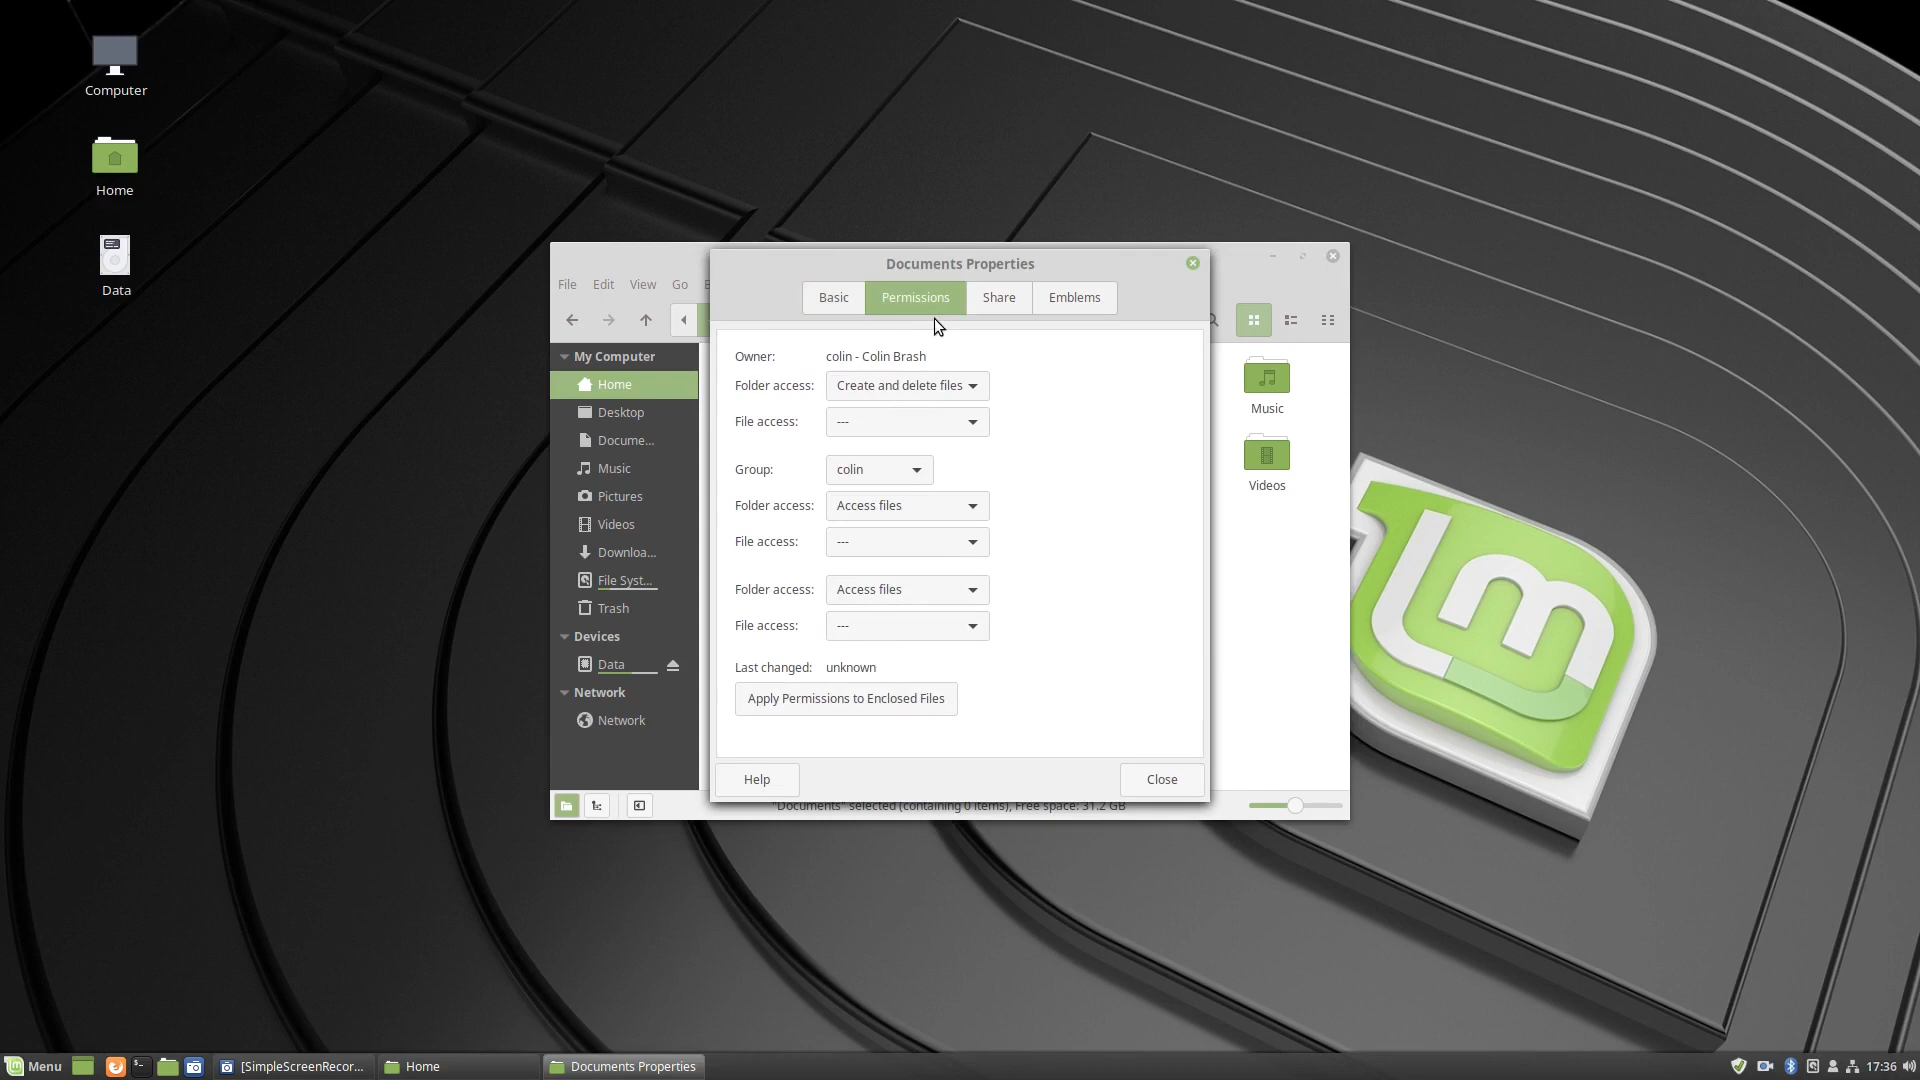 Computer
Home
Data
Documents Properties
File Edit View Go
Basic Permissions Share Emblems
My Computer
Home
Desktop
Docume...
Music
Pictures
Videos
Downloa...
File Syst...
Trash
Devices
Data
Network
Network
Owner: colin - Colin Brash
Folder access: Create and delete files
File access: ---
Group: colin
Folder access: Access files
File access: ---
Folder access: Access files
File access: ---
Last changed: unknown
Apply Permissions to Enclosed Files
Help Close
Music
Videos
"Documents" selected (containing 0 items), Free space: 31.2 GB
Menu [SimpleScreenRecor... Home Documents Properties 17:36